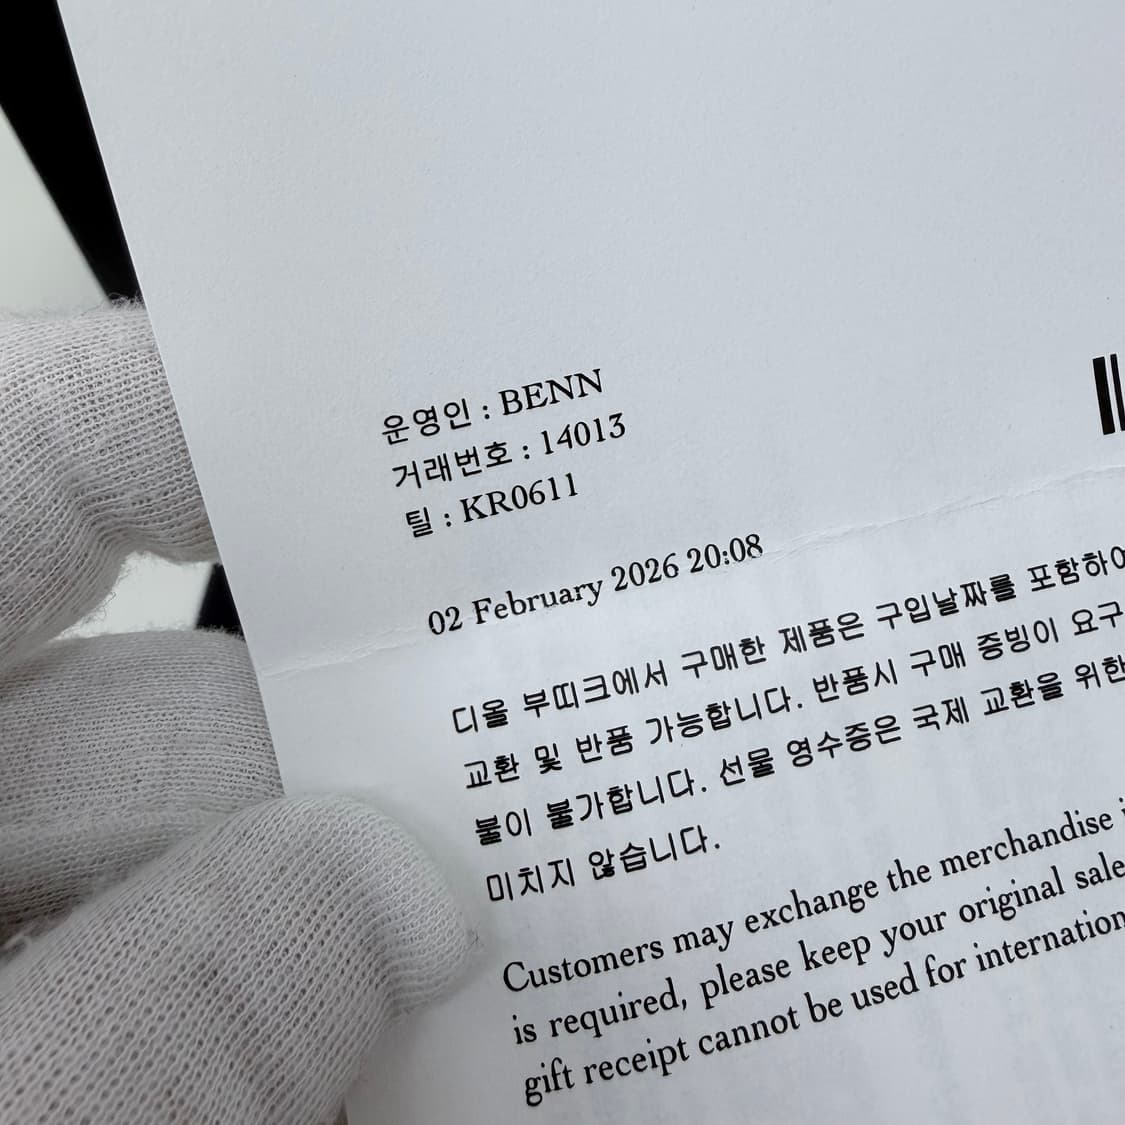 운영인 : BENN
거래번호 : 14013
틸 : KR0611
02 February 2026 20:08
디올 부띠크에서 구매한 제품은 구입날짜를 포함하여
교환 및 반품 가능합니다. 반품시 구매 증빙이 요구
불이 불가합니다. 선물 영수증은 국제 교환을 위한
미치지 않습니다.
Customers may exchange the merchandise
is required, please keep your original sale
gift receipt cannot be used for internation